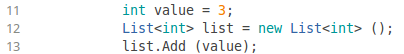 11 int value = 3;
12 List<int> list = new List<int> ();
13 list.Add (value);